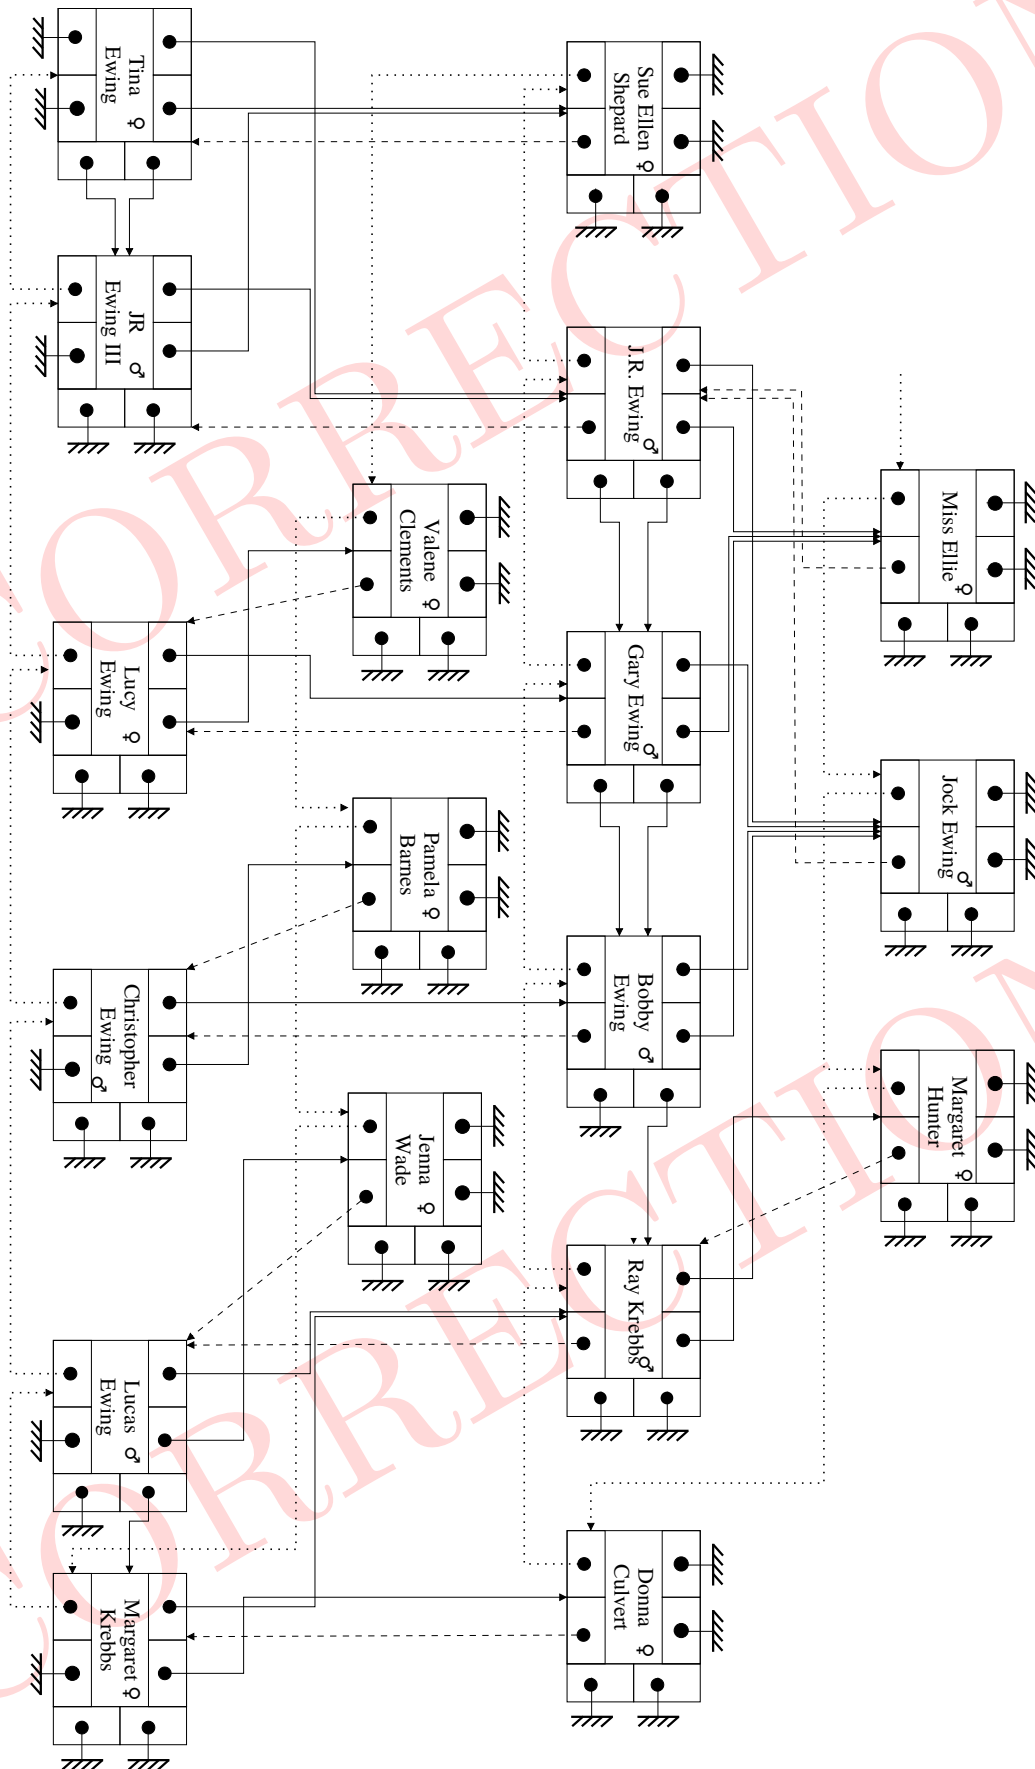 Miss Ellie ♀
Jock Ewing ♂
Margaret
Hunter ♀
Sue Ellen ♀
Shepard
J.R. Ewing ♂
Gary Ewing ♂
Bobby
Ewing ♂
Ray Krebbs ♂
Donna
Culvert ♀
Valene
Clements ♀
Pamela
Barnes ♀
Jenna
Wade ♀
Tina
Ewing ♀
JR
Ewing III ♂
Lucy
Ewing ♀
Christopher
Ewing ♂
Lucas
Ewing ♂
Margaret ♀
Krebbs
CORRECTION
CORRECTION